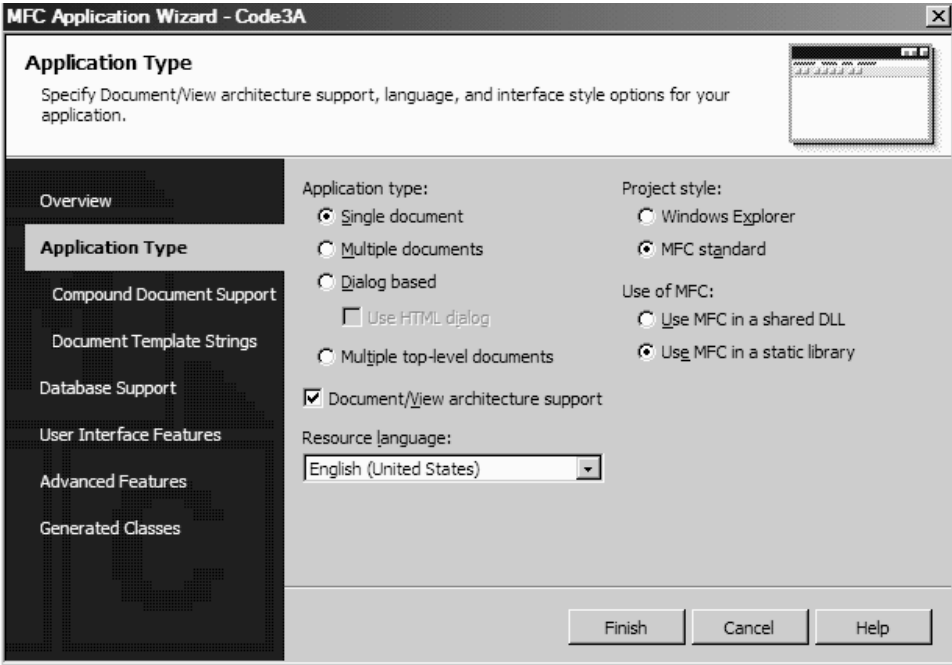 MFC Application Wizard - Code3A
Application Type
Specify Document/View architecture support, language, and interface style options for your
application.
Overview
Application Type
Compound Document Support
Document Template Strings
Database Support
User Interface Features
Advanced Features
Generated Classes
Application type:
Single document
Multiple documents
Dialog based
Use HTML dialog
Multiple top-level documents
Document/View architecture support
Resource language:
English (United States)
Project style:
Windows Explorer
MFC standard
Use of MFC:
Use MFC in a shared DLL
Use MFC in a static library
Finish
Cancel
Help